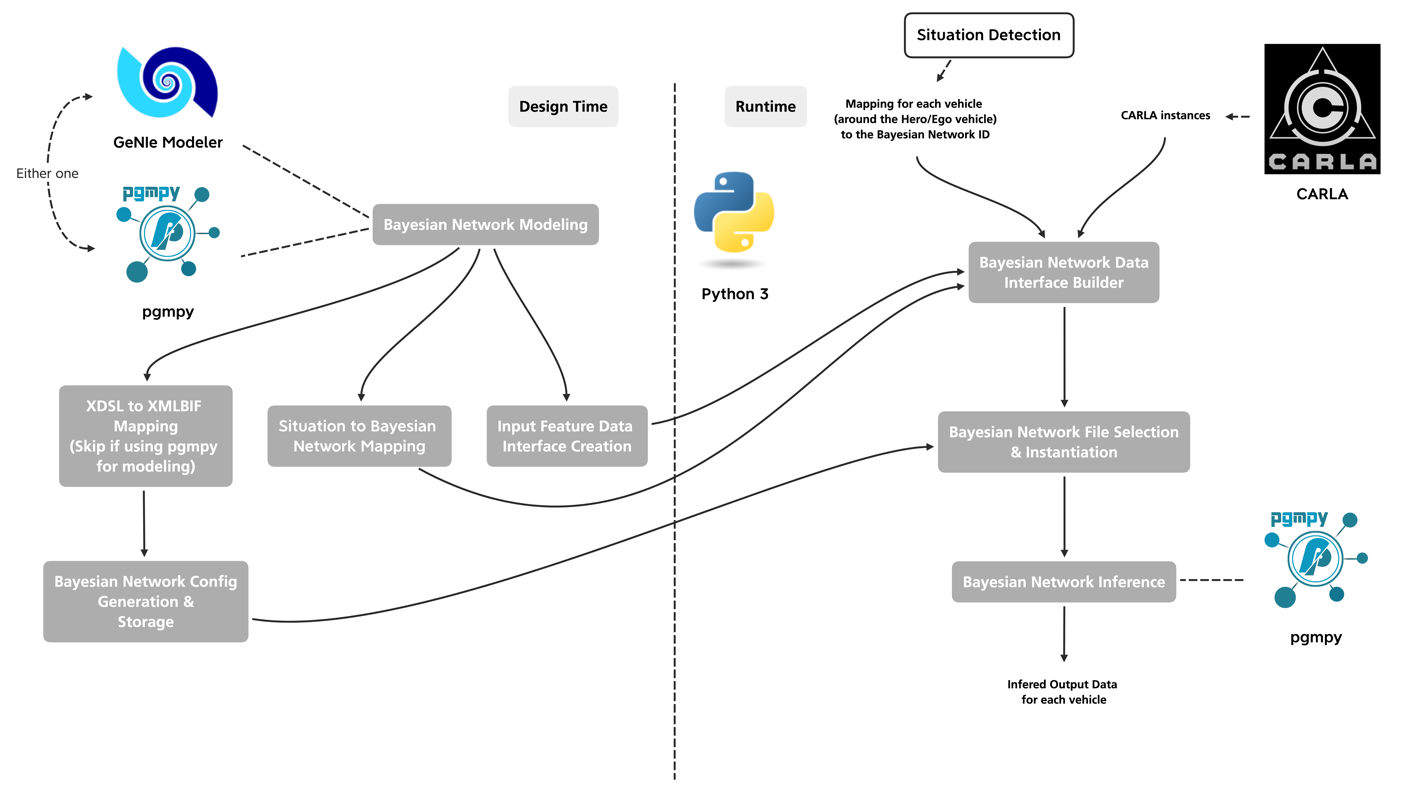 Situation Detection
Design Time
Runtime
Mapping for each vehicle
(around the Hero/Ego vehicle)
to the Bayesian Network ID
CARLA instances
CARLA
CARLA
GeNIe Modeler
Either one
pgmpy
pgmpy
Bayesian Network Modeling
Python 3
Bayesian Network Data
Interface Builder
XDSL to XMLBIF
Mapping
(Skip if using pgmpy
for modeling)
Situation to Bayesian
Network Mapping
Input Feature Data
Interface Creation
Bayesian Network File Selection
& Instantiation
Bayesian Network Config
Generation &
Storage
Bayesian Network Inference
pgmpy
pgmpy
Infered Output Data
for each vehicle